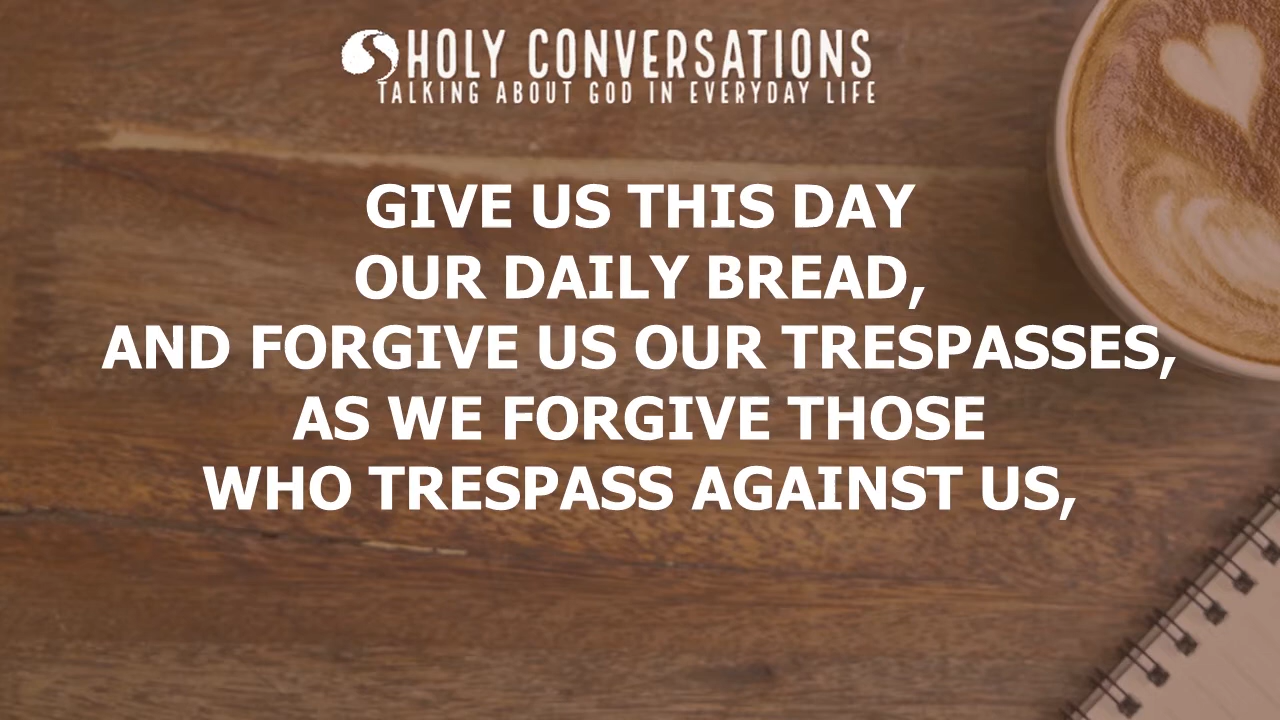 HOLY CONVERSATIONS
TALKING ABOUT GOD IN EVERYDAY LIFE
GIVE US THIS DAY
OUR DAILY BREAD,
AND FORGIVE US OUR TRESPASSES,
AS WE FORGIVE THOSE
WHO TRESPASS AGAINST US,